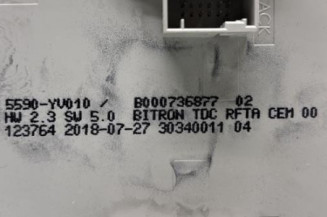 ACK
5590-YV010 / B000736877 02
HW 2.3 SW 5.0 BITRON TDC RFTA CEM 00
123764 2018-07-27 30340011 04